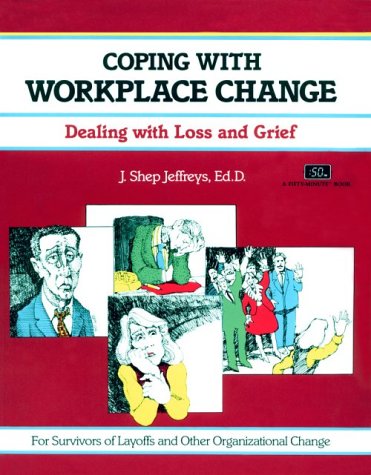 COPING WITH
WORKPLACE CHANGE
Dealing with Loss and Grief
J. Shep Jeffreys, Ed.D.
:50
A FIFTY-MINUTE BOOK
For Survivors of Layoffs and Other Organizational Change